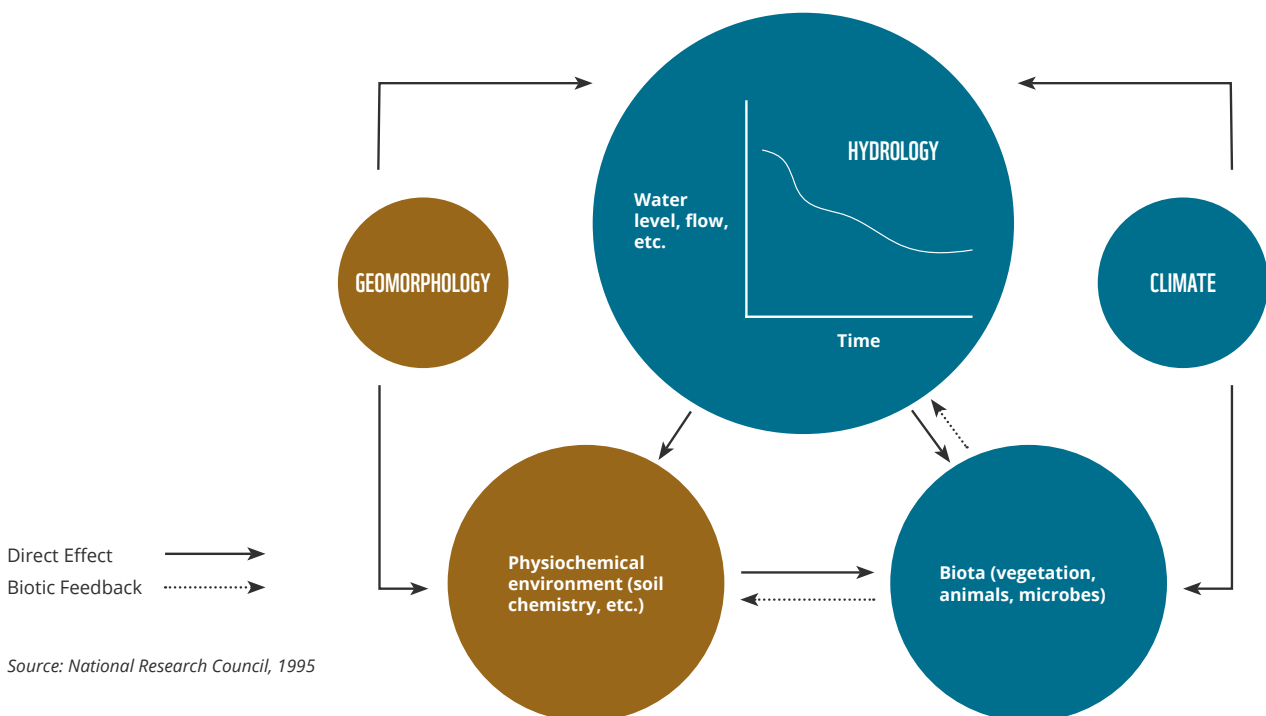 HYDROLOGY
Water
level, flow,
etc.
Time
GEOMORPHOLOGY
CLIMATE
Physiochemical
environment (soil
chemistry, etc.)
Biota (vegetation,
animals, microbes)
Direct Effect
Biotic Feedback
Source: National Research Council, 1995